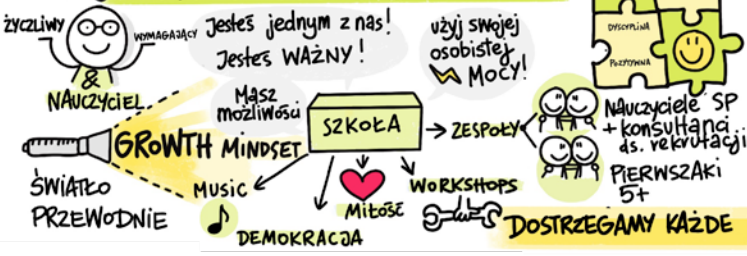 ŻYCZLIWY
WYMAGAJĄCY
&
NAUCZYCIEL
Jesteś jednym z nas!
Jesteś WAŻNY!
użyj swojej
osobistej
MOCY!
DYSCYPLINA
POZYTYWNA
Masz
możliwości
GROWTH MINDSET
ŚWIATŁO
PRZEWODNIE
SZKOŁA
MUSIC
DEMOKRACJA
Miłość
WORKSHOPS
ZESPOŁY
NAUCZYCIELE SP
+ konsultanci
ds. rekrutacji
PIERWSZAKI
5+
DOSTRZEGAMY KAŻDE